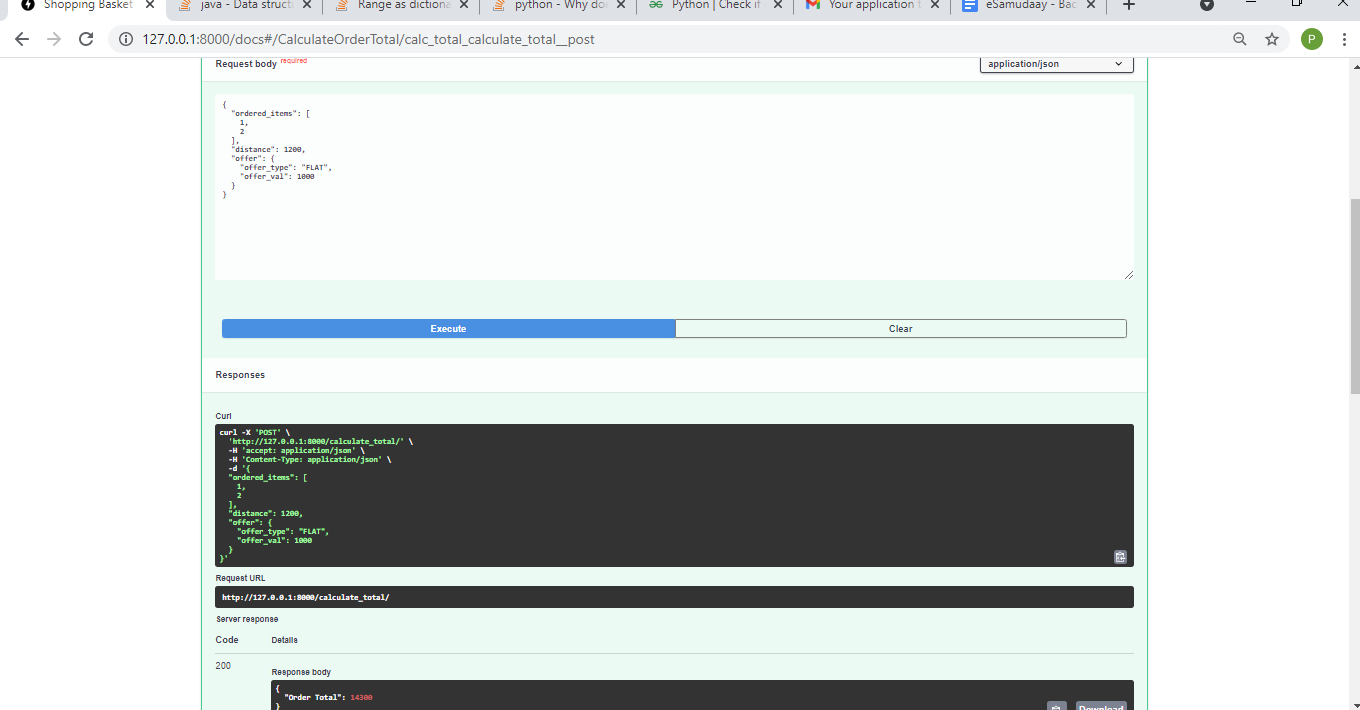 Shopping Basket
java - Data struct
Range as dictiona
python - Why do
Python | Check if
Your application t
eSamudaay - Bac
127.0.0.1:8000/docs#/CalculateOrderTotal/calc_total_calculate_total__post
P
Request body required
application/json
{
"ordered_items": [
1,
2
],
"distance": 1200,
"offer": {
"offer_type": "FLAT",
"offer_val": 1000
}
}
Execute
Clear
Responses
Curl
curl -X 'POST' \
'http://127.0.0.1:8000/calculate_total/' \
-H 'accept: application/json' \
-H 'Content-Type: application/json' \
-d '{
"ordered_items": [
1,
2
],
"distance": 1200,
"offer": {
"offer_type": "FLAT",
"offer_val": 1000
}
}'
Request URL
http://127.0.0.1:8000/calculate_total/
Server response
Code
Details
200
Response body
{
"Order Total": 14300
}
Download